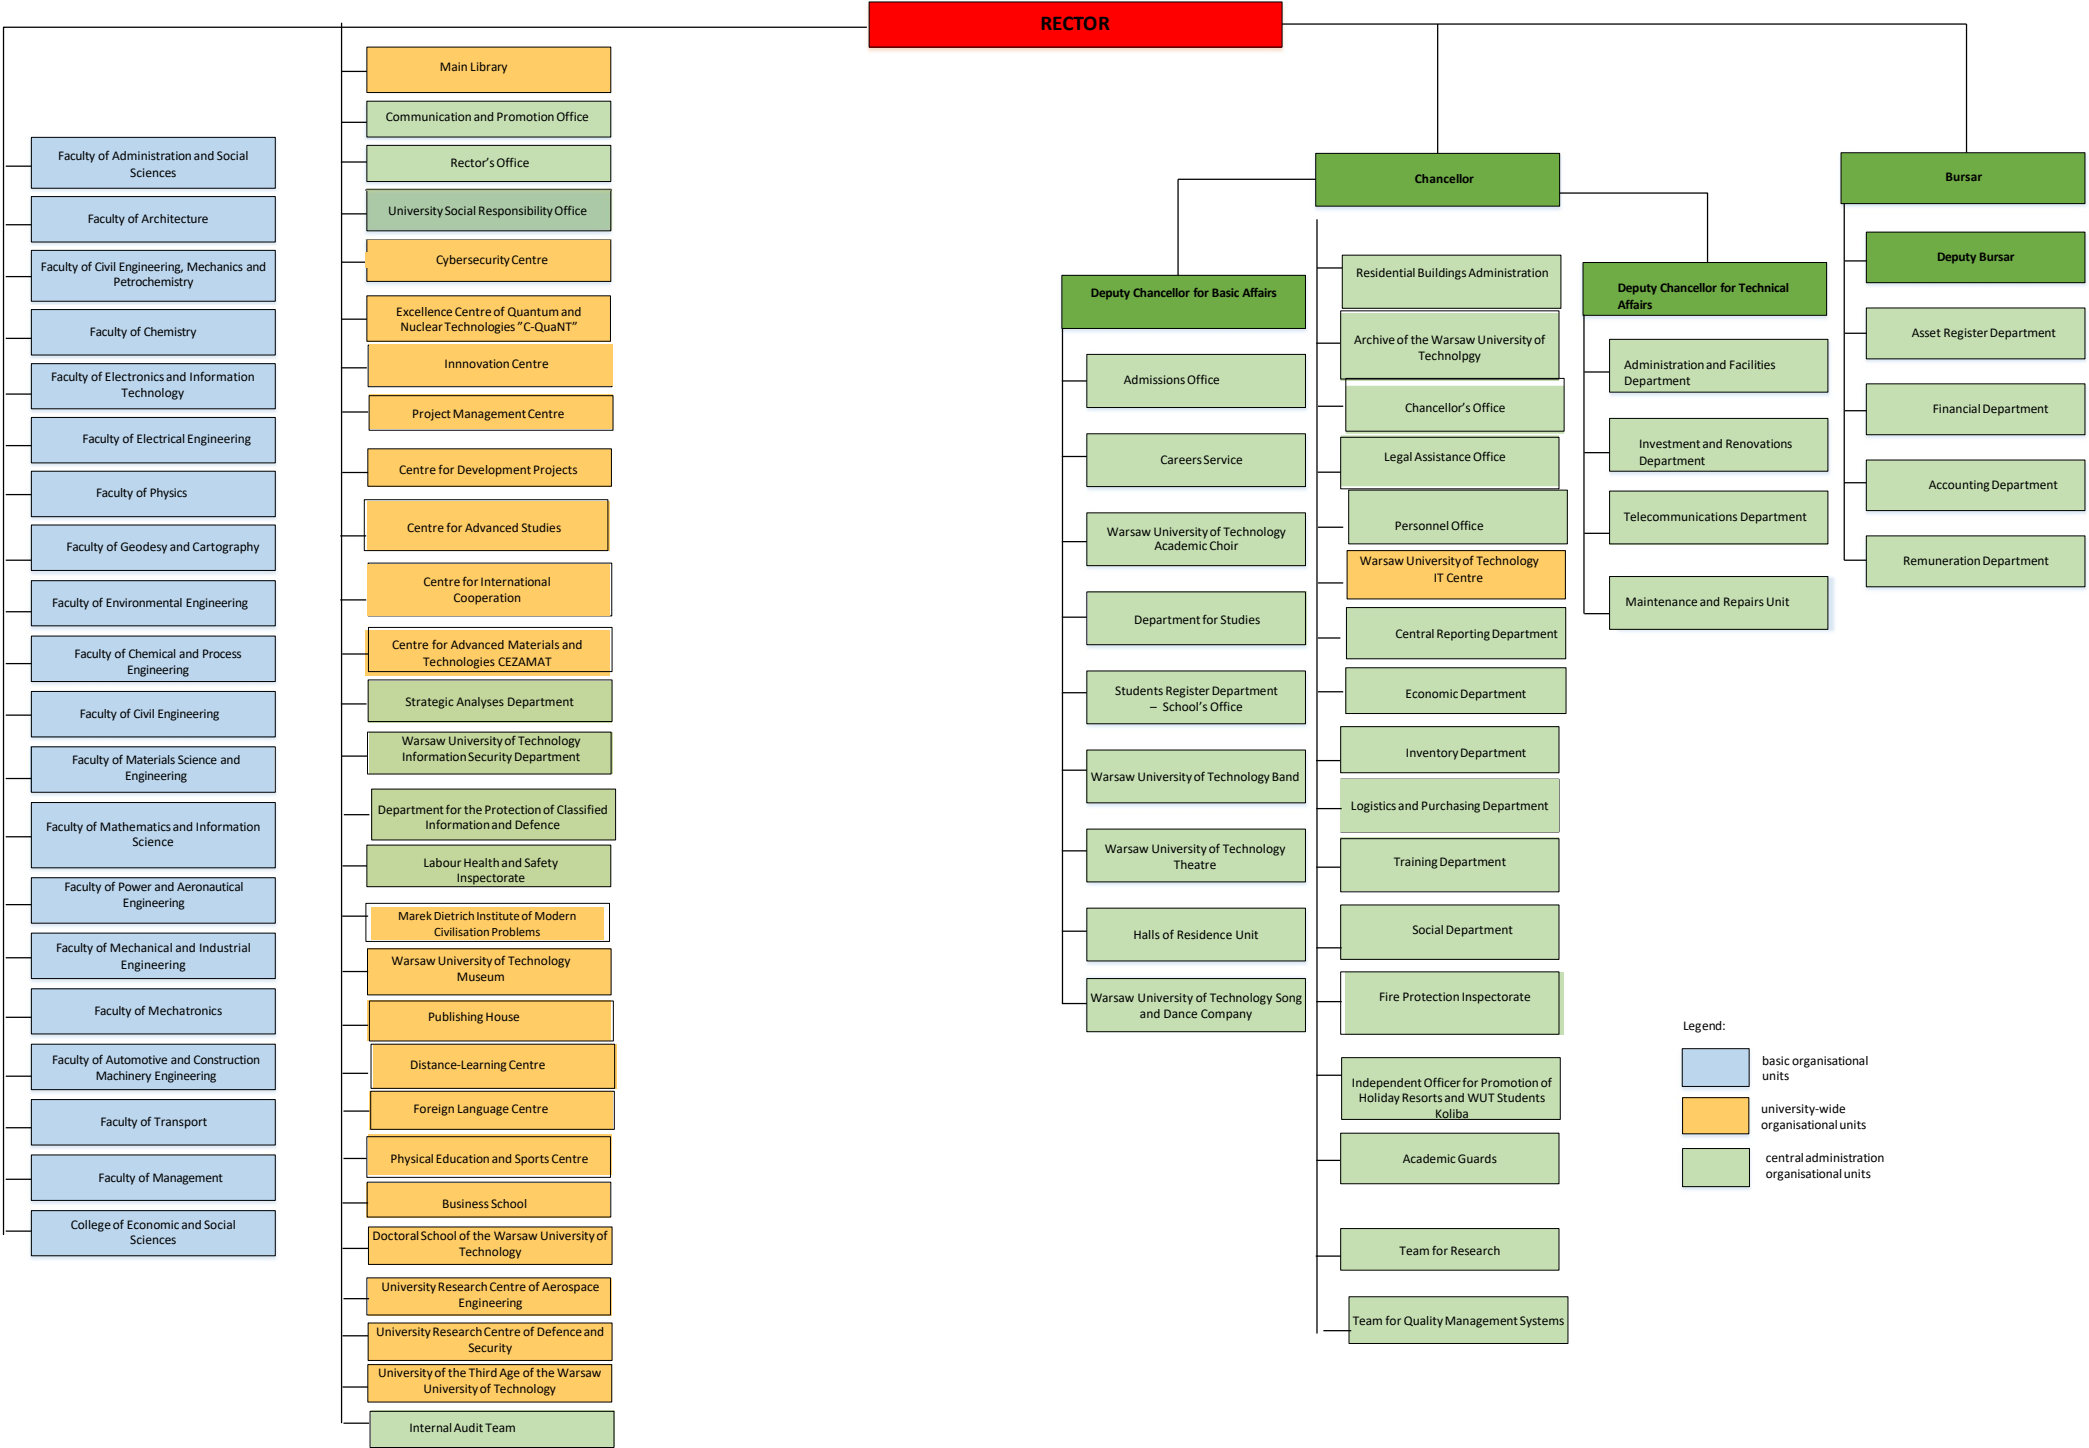 RECTOR
Faculty of Administration and Social
Sciences
Faculty of Architecture
Faculty of Civil Engineering, Mechanics and
Petrochemistry
Faculty of Chemistry
Faculty of Electronics and Information
Technology
Faculty of Electrical Engineering
Faculty of Physics
Faculty of Geodesy and Cartography
Faculty of Environmental Engineering
Faculty of Chemical and Process
Engineering
Faculty of Civil Engineering
Faculty of Materials Science and
Engineering
Faculty of Mathematics and Information
Science
Faculty of Power and Aeronautical
Engineering
Faculty of Mechanical and Industrial
Engineering
Faculty of Mechatronics
Faculty of Automotive and Construction
Machinery Engineering
Faculty of Transport
Faculty of Management
College of Economic and Social
Sciences
Main Library
Communication and Promotion Office
Rector's Office
University Social Responsibility Office
Cybersecurity Centre
Excellence Centre of Quantum and
Nuclear Technologies "C-QuaNT"
Innnovation Centre
Project Management Centre
Centre for Development Projects
Centre for Advanced Studies
Centre for International
Cooperation
Centre for Advanced Materials and
Technologies CEZAMAT
Strategic Analyses Department
Warsaw University of Technology
Information Security Department
Department for the Protection of Classified
Information and Defence
Labour Health and Safety
Inspectorate
Marek Dietrich Institute of Modern
Civilisation Problems
Warsaw University of Technology
Museum
Publishing House
Distance-Learning Centre
Foreign Language Centre
Physical Education and Sports Centre
Business School
Doctoral School of the Warsaw University of
Technology
University Research Centre of Aerospace
Engineering
University Research Centre of Defence and
Security
University of the Third Age of the Warsaw
University of Technology
Internal Audit Team
Chancellor
Deputy Chancellor for Basic Affairs
Admissions Office
Careers Service
Warsaw University of Technology
Academic Choir
Department for Studies
Students Register Department
– School's Office
Warsaw University of Technology Band
Warsaw University of Technology
Theatre
Halls of Residence Unit
Warsaw University of Technology Song
and Dance Company
Residential Buildings Administration
Archive of the Warsaw University of
Technolpgy
Chancellor's Office
Legal Assistance Office
Personnel Office
Warsaw University of Technology
IT Centre
Central Reporting Department
Economic Department
Inventory Department
Logistics and Purchasing Department
Training Department
Social Department
Fire Protection Inspectorate
Independent Officer for Promotion of
Holiday Resorts and WUT Students
Koliba
Academic Guards
Team for Research
Team for Quality Management Systems
Deputy Chancellor for Technical
Affairs
Administration and Facilities
Department
Investment and Renovations
Department
Telecommunications Department
Maintenance and Repairs Unit
Bursar
Deputy Bursar
Asset Register Department
Financial Department
Accounting Department
Remuneration Department
Legend:
basic organisational
units
university-wide
organisational units
central administration
organisational units